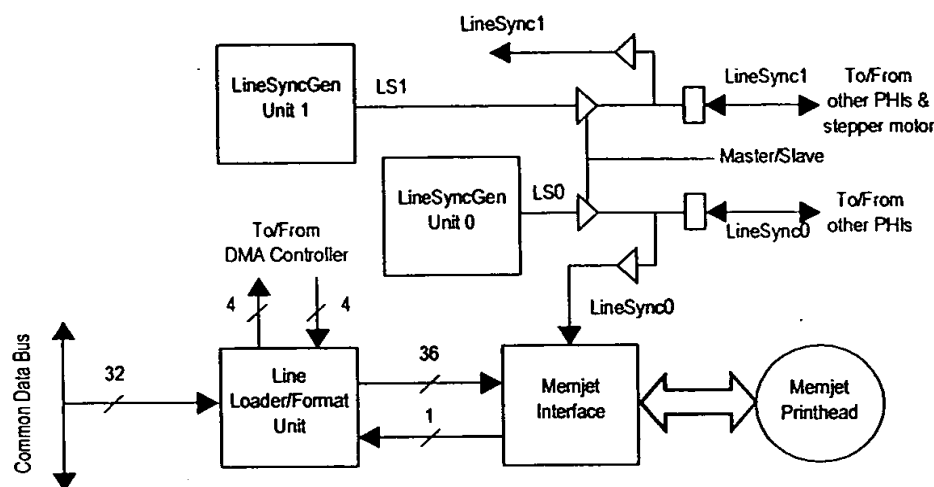 LineSync1
LineSyncGen
Unit 1
LS1
LineSync1
To/From
other PHIs &
stepper motor
Master/Slave
LineSyncGen
Unit 0
LS0
To/From
other PHIs
LineSync0
To/From
DMA Controller
4
4
LineSync0
Common Data Bus
32
Line
Loader/Format
Unit
36
1
Memjet
Interface
Memjet
Printhead